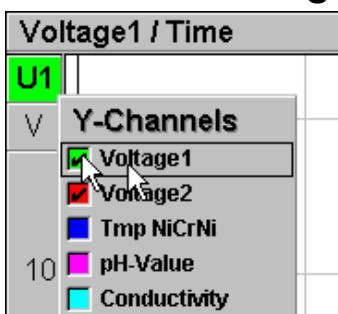 Voltage1 / Time
U1
V
Y-Channels
Voltage1
Voltage2
Tmp NiCrNi
10
pH-Value
Conductivity